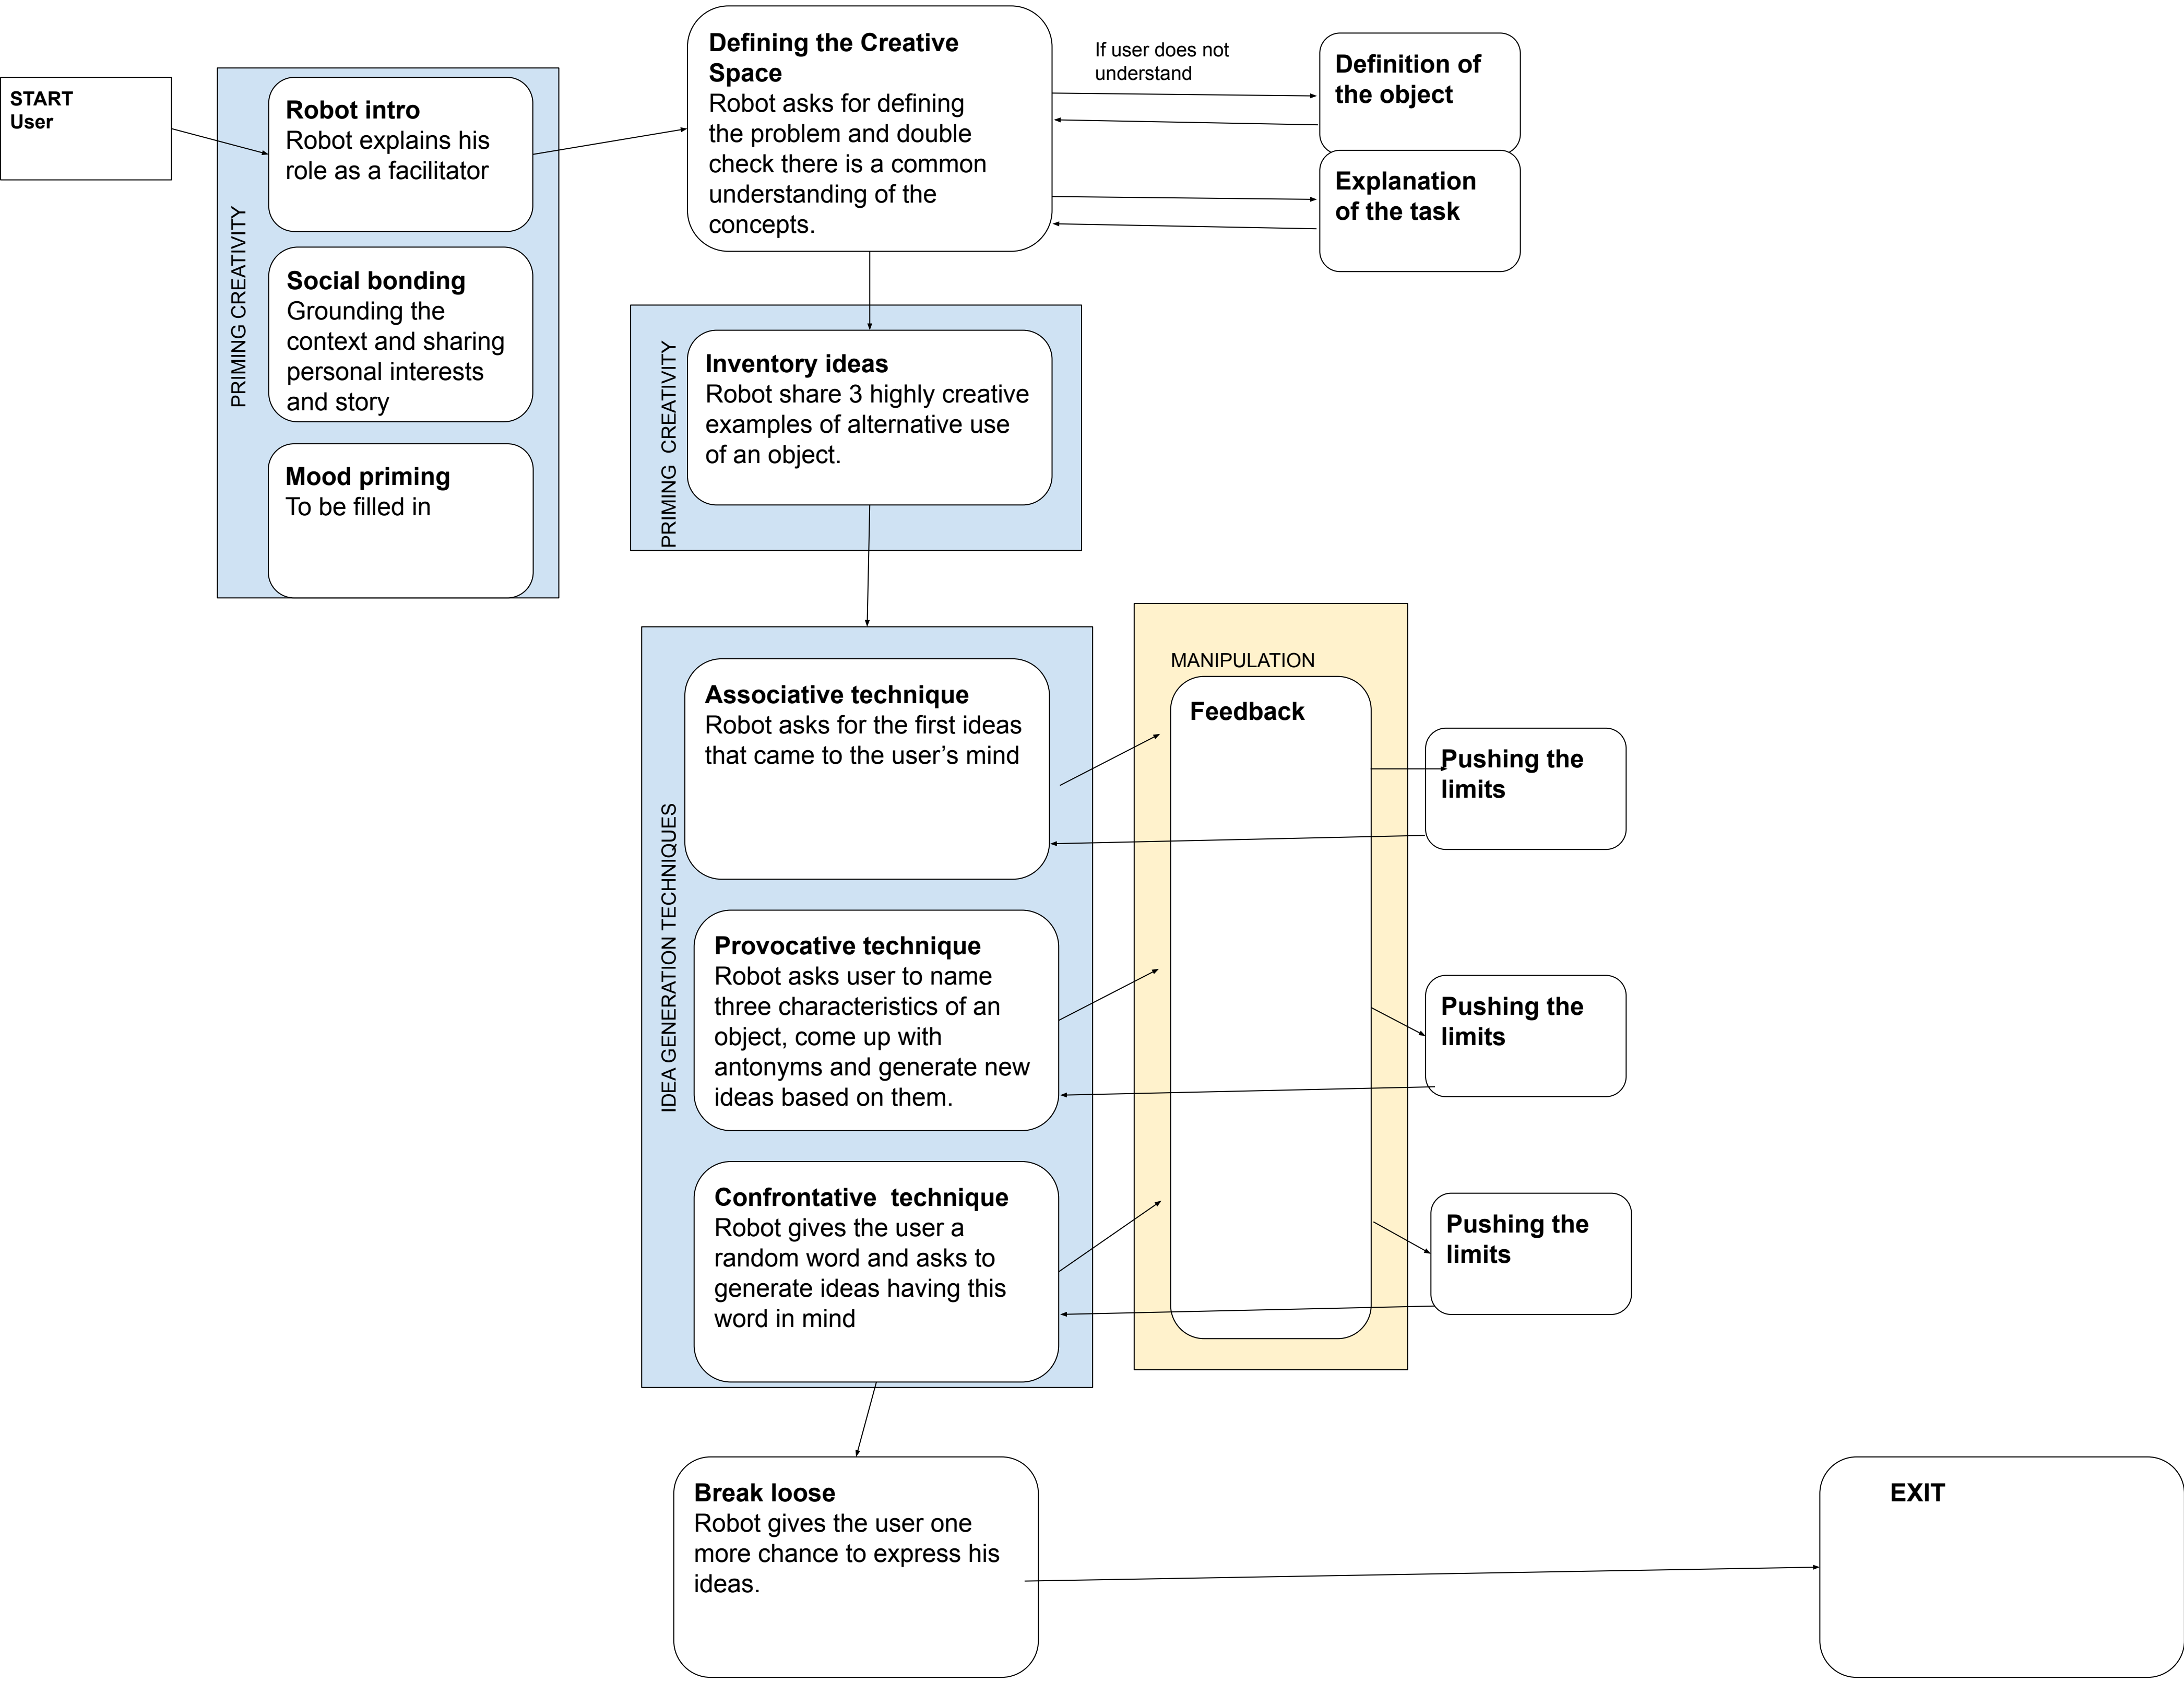 START
User
PRIMING CREATIVITY
Robot intro
Robot explains his
role as a facilitator
Social bonding
Grounding the
context and sharing
personal interests
and story
Mood priming
To be filled in
Defining the Creative
Space
Robot asks for defining
the problem and double
check there is a common
understanding of the
concepts.
If user does not
understand
Definition of
the object
Explanation
of the task
PRIMING CREATIVITY
Inventory ideas
Robot share 3 highly creative
examples of alternative use
of an object.
IDEA GENERATION TECHNIQUES
Associative technique
Robot asks for the first ideas
that came to the user’s mind
MANIPULATION
Feedback
Pushing the
limits
Provocative technique
Robot asks user to name
three characteristics of an
object, come up with
antonyms and generate new
ideas based on them.
Pushing the
limits
Confrontative technique
Robot gives the user a
random word and asks to
generate ideas having this
word in mind
Pushing the
limits
Break loose
Robot gives the user one
more chance to express his
ideas.
EXIT